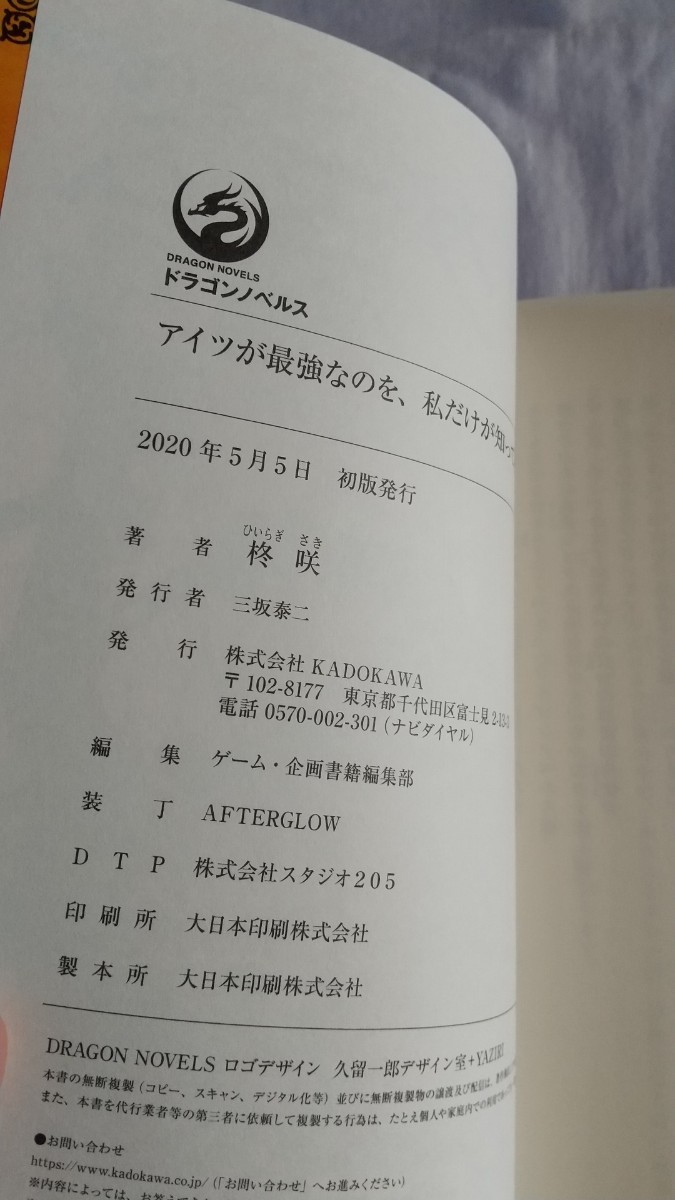 DRAGON NOVELS
ドラゴンノベルス
アイツが最強なのを、私だけが知って
2020年5月5日 初版発行
ひいらぎ さき
著者 柊 咲
発行者 三坂泰二
発行 株式会社 KADOKAWA
〒102-8177 東京都千代田区富士見2-13-3
電話 0570-002-301(ナビダイヤル)
編集 ゲーム・企画書籍編集部
装丁 AFTERGLOW
DTP 株式会社スタジオ205
印刷所 大日本印刷株式会社
製本所 大日本印刷株式会社
DRAGON NOVELS ロゴデザイン 久留一郎デザイン室+YAZIRI
本書の無断複製(コピー、スキャン、デジタル化等)並びに無断複製物の譲渡及び配信は、
また、本書を代行業者等の第三者に依頼して複製する行為は、たとえ個人や家庭内での
●お問い合わせ
https://www.kadokawa.co.jp/(「お問い合わせ」へお進みください)
※内容によっては、お答えできま